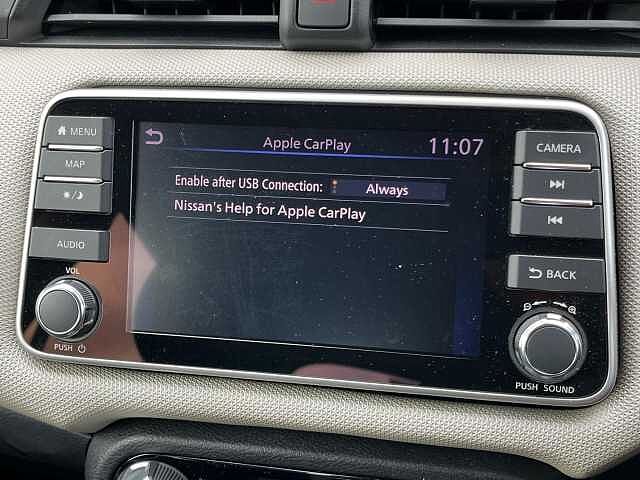 MENU
MAP
AUDIO
VOL
PUSH
Apple CarPlay
11:07
Enable after USB Connection: Always
Nissan's Help for Apple CarPlay
CAMERA
BACK
PUSH SOUND